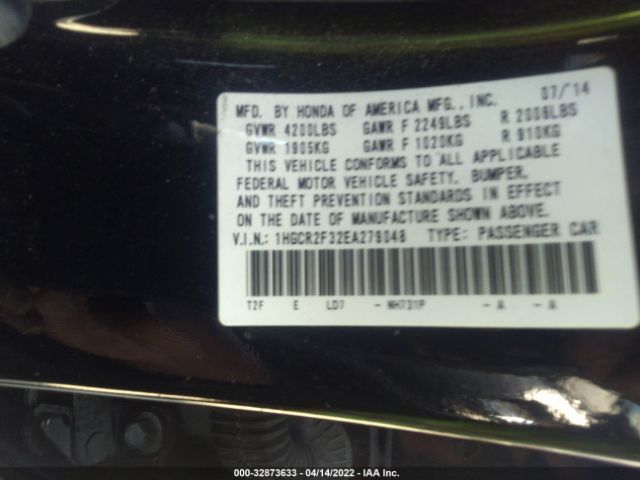 MFD. BY HONDA OF AMERICA MFG., INC. 07/14
GVWR 4200LBS GAWR F 2249LBS R 2006LBS
GVWR 1905KG GAWR F 1020KG R 910KG
THIS VEHICLE CONFORMS TO ALL APPLICABLE
FEDERAL MOTOR VEHICLE SAFETY, BUMPER,
AND THEFT PREVENTION STANDARDS IN EFFECT
ON THE DATE OF MANUFACTURE SHOWN ABOVE.
V.I.N.: 1HGCR2F32EA279048 TYPE: PASSENGER CAR
T2F E LD7 - NH731P - A - A
000-32873633 - 04/14/2022 - IAA Inc.